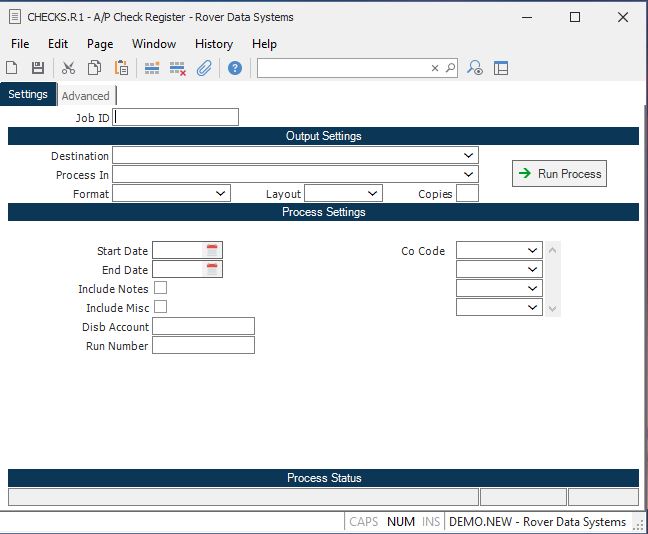 CHECKS.R1 - A/P Check Register - Rover Data Systems
File Edit Page Window History Help
Settings Advanced
Job ID
Output Settings
Destination
Process In
Run Process
Format Layout Copies
Process Settings
Start Date Co Code
End Date
Include Notes
Include Misc
Disb Account
Run Number
Process Status
CAPS NUM INS DEMO.NEW - Rover Data Systems